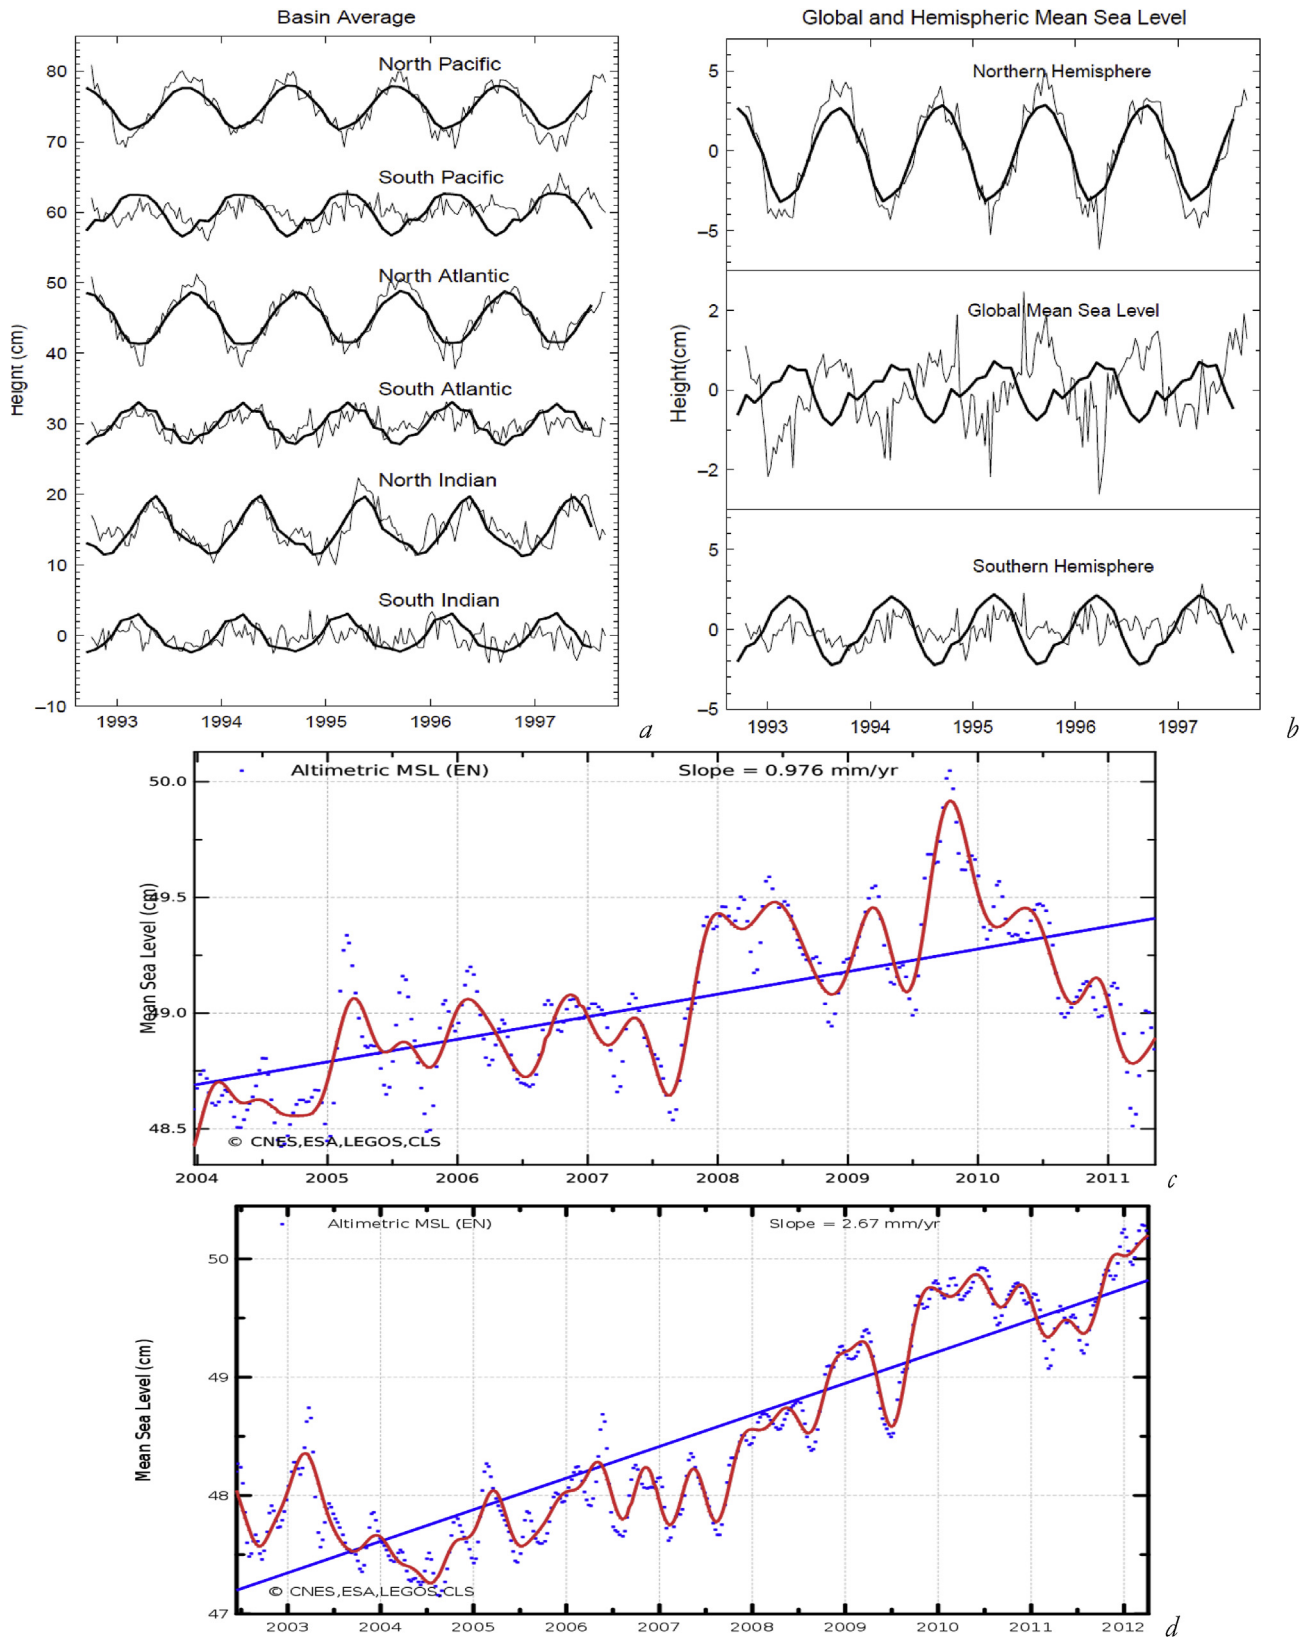 Basin Average
Global and Hemispheric Mean Sea Level
80
70
60
50
40
30
20
10
0
–10
Height (cm)
North Pacific
South Pacific
North Atlantic
South Atlantic
North Indian
South Indian
1993 1994 1995 1996 1997
a
5
0
–5
2
0
–2
5
0
–5
Height(cm)
Northern Hemisphere
Global Mean Sea Level
Southern Hemisphere
1993 1994 1995 1996 1997
b
Altimetric MSL (EN) Slope = 0.976 mm/yr
50.0
49.5
49.0
48.5
Mean Sea Level (cm)
© CNES,ESA,LEGOS,CLS
2004 2005 2006 2007 2008 2009 2010 2011
c
Altimetric MSL (EN) Slope = 2.67 mm/yr
50
49
48
47
Mean Sea Level (cm)
© CNES,ESA,LEGOS,CLS
2003 2004 2005 2006 2007 2008 2009 2010 2011 2012
d